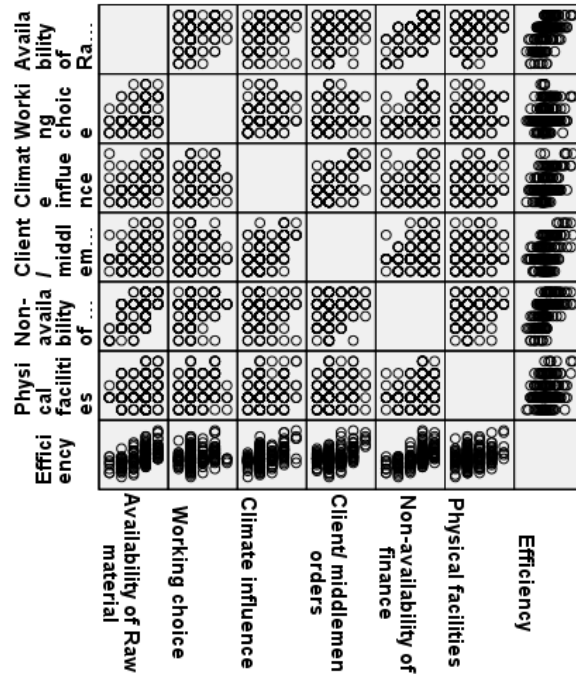 Availa
bility
of
Ra...
Worki
ng
choic
e
Climat
e
influe
nce
Client
/
middl
em...
Non-
availa
bility
of ...
Physi
cal
faciliti
es
Effici
ency
Availability of Raw
material
Working choice
Climate influence
Client/ middlemen
orders
Non-availability of
finance
Physical facilities
Efficiency